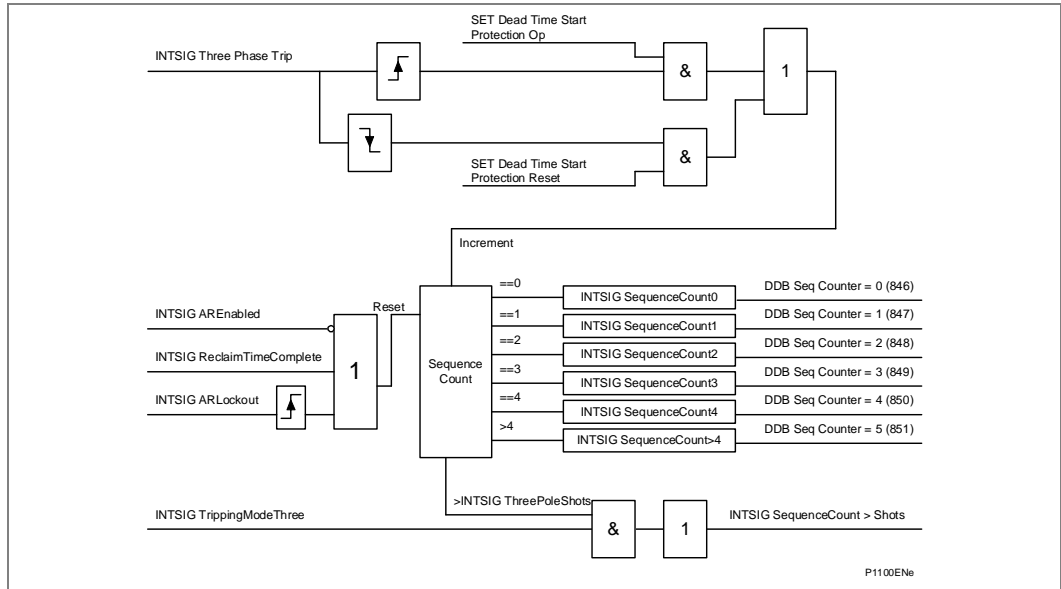 SET Dead Time Start
Protection Op
INTSIG Three Phase Trip
&
1
&
SET Dead Time Start
Protection Reset
Increment
==0
INTSIG SequenceCount0
DDB Seq Counter = 0 (846)
Reset
==1
INTSIG SequenceCount1
DDB Seq Counter = 1 (847)
INTSIG AREnabled
==2
INTSIG SequenceCount2
DDB Seq Counter = 2 (848)
INTSIG ReclaimTimeComplete
1
Sequence
Count
==3
INTSIG SequenceCount3
DDB Seq Counter = 3 (849)
INTSIG ARLockout
==4
INTSIG SequenceCount4
DDB Seq Counter = 4 (850)
>4
INTSIG SequenceCount>4
DDB Seq Counter = 5 (851)
>INTSIG ThreePoleShots
INTSIG TrippingModeThree
&
1
INTSIG SequenceCount > Shots
P1100ENe